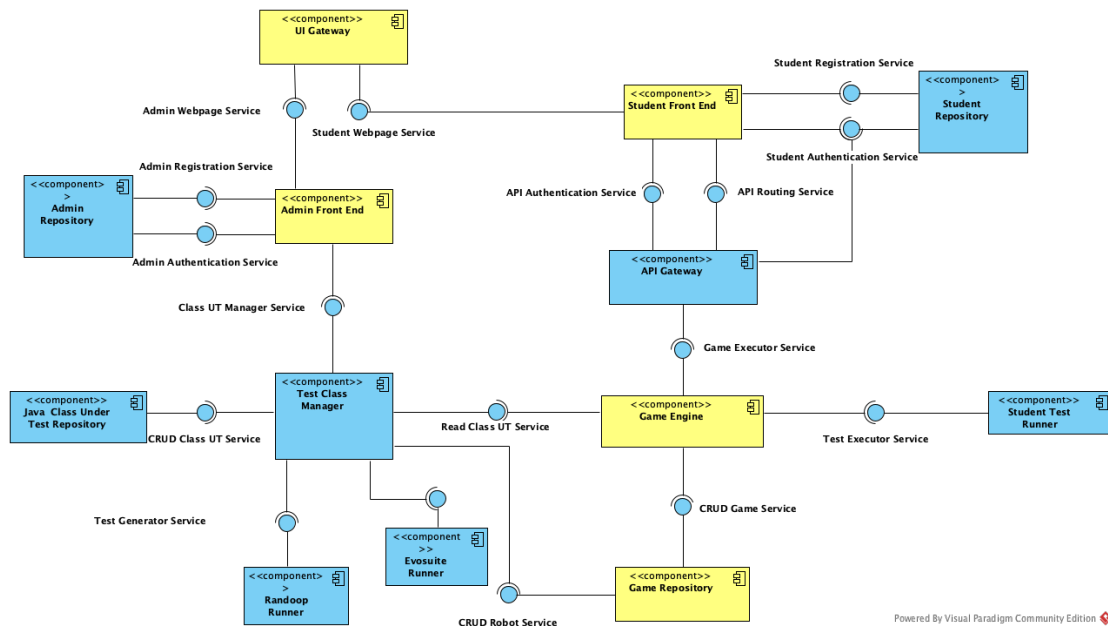 <<component>>
UI Gateway
Student Registration Service
<<component>
>
Student
Repository
<<component>>
Student Front End
Admin Webpage Service
Student Webpage Service
Student Authentication Service
Admin Registration Service
<<component>
>
Admin
Repository
<<component>>
Admin Front End
API Authentication Service
API Routing Service
Admin Authentication Service
<<component>>
API Gateway
Class UT Manager Service
Game Executor Service
<<component>>
Test Class
Manager
<<component>>
Java Class Under
Test Repository
CRUD Class UT Service
Read Class UT Service
<<component>>
Game Engine
Test Executor Service
<<component>>
Student Test
Runner
Test Generator Service
CRUD Game Service
<<component
>>
Evosuite
Runner
<<component>
>
Randoop
Runner
<<component>>
Game Repository
CRUD Robot Service
Powered By Visual Paradigm Community Edition